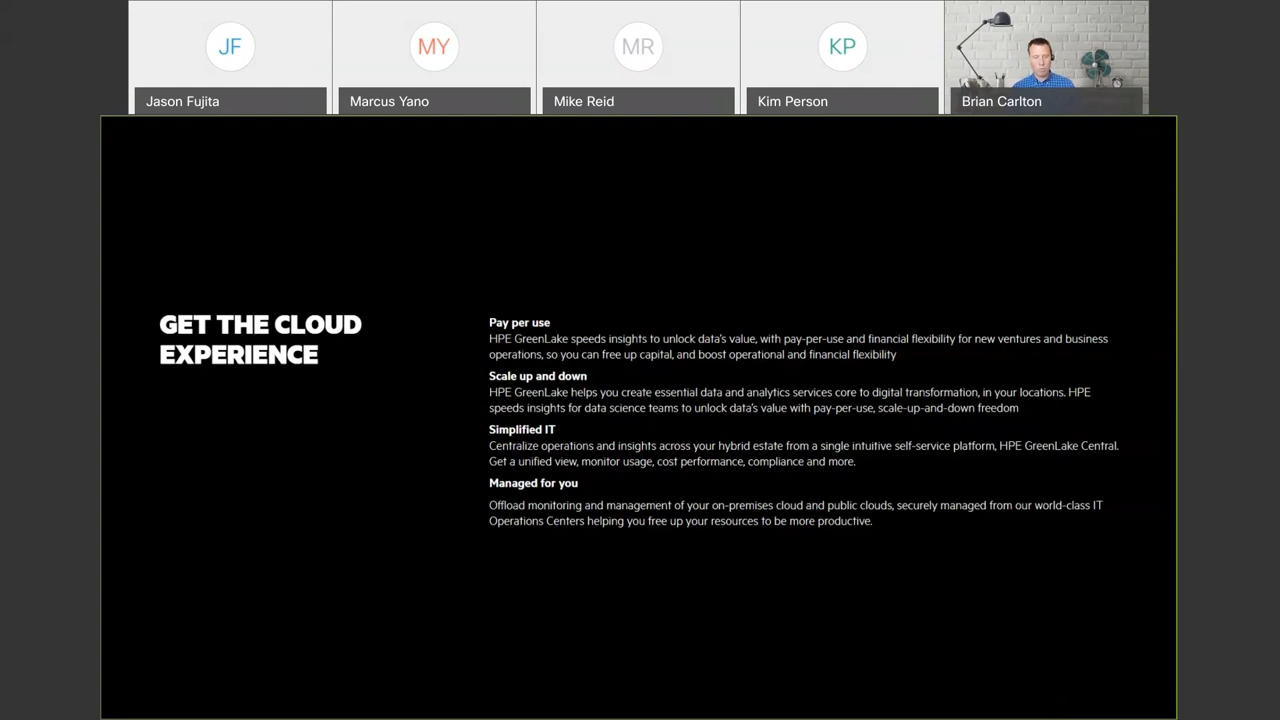 JF
MY
MR
KP
Jason Fujita
Marcus Yano
Mike Reid
Kim Person
Brian Carlton
GET THE CLOUD
EXPERIENCE
Pay per use
HPE GreenLake speeds insights to unlock data's value, with pay-per-use and financial flexibility for new ventures and business
operations, so you can free up capital, and boost operational and financial flexibility
Scale up and down
HPE GreenLake helps you create essential data and analytics services core to digital transformation, in your locations. HPE
speeds insights for data science teams to unlock data's value with pay-per-use, scale-up-and-down freedom
Simplified IT
Centralize operations and insights across your hybrid estate from a single intuitive self-service platform, HPE GreenLake Central.
Get a unified view, monitor usage, cost performance, compliance and more.
Managed for you
Offload monitoring and management of your on-premises cloud and public clouds, securely managed from our world-class IT
Operations Centers helping you free up your resources to be more productive.